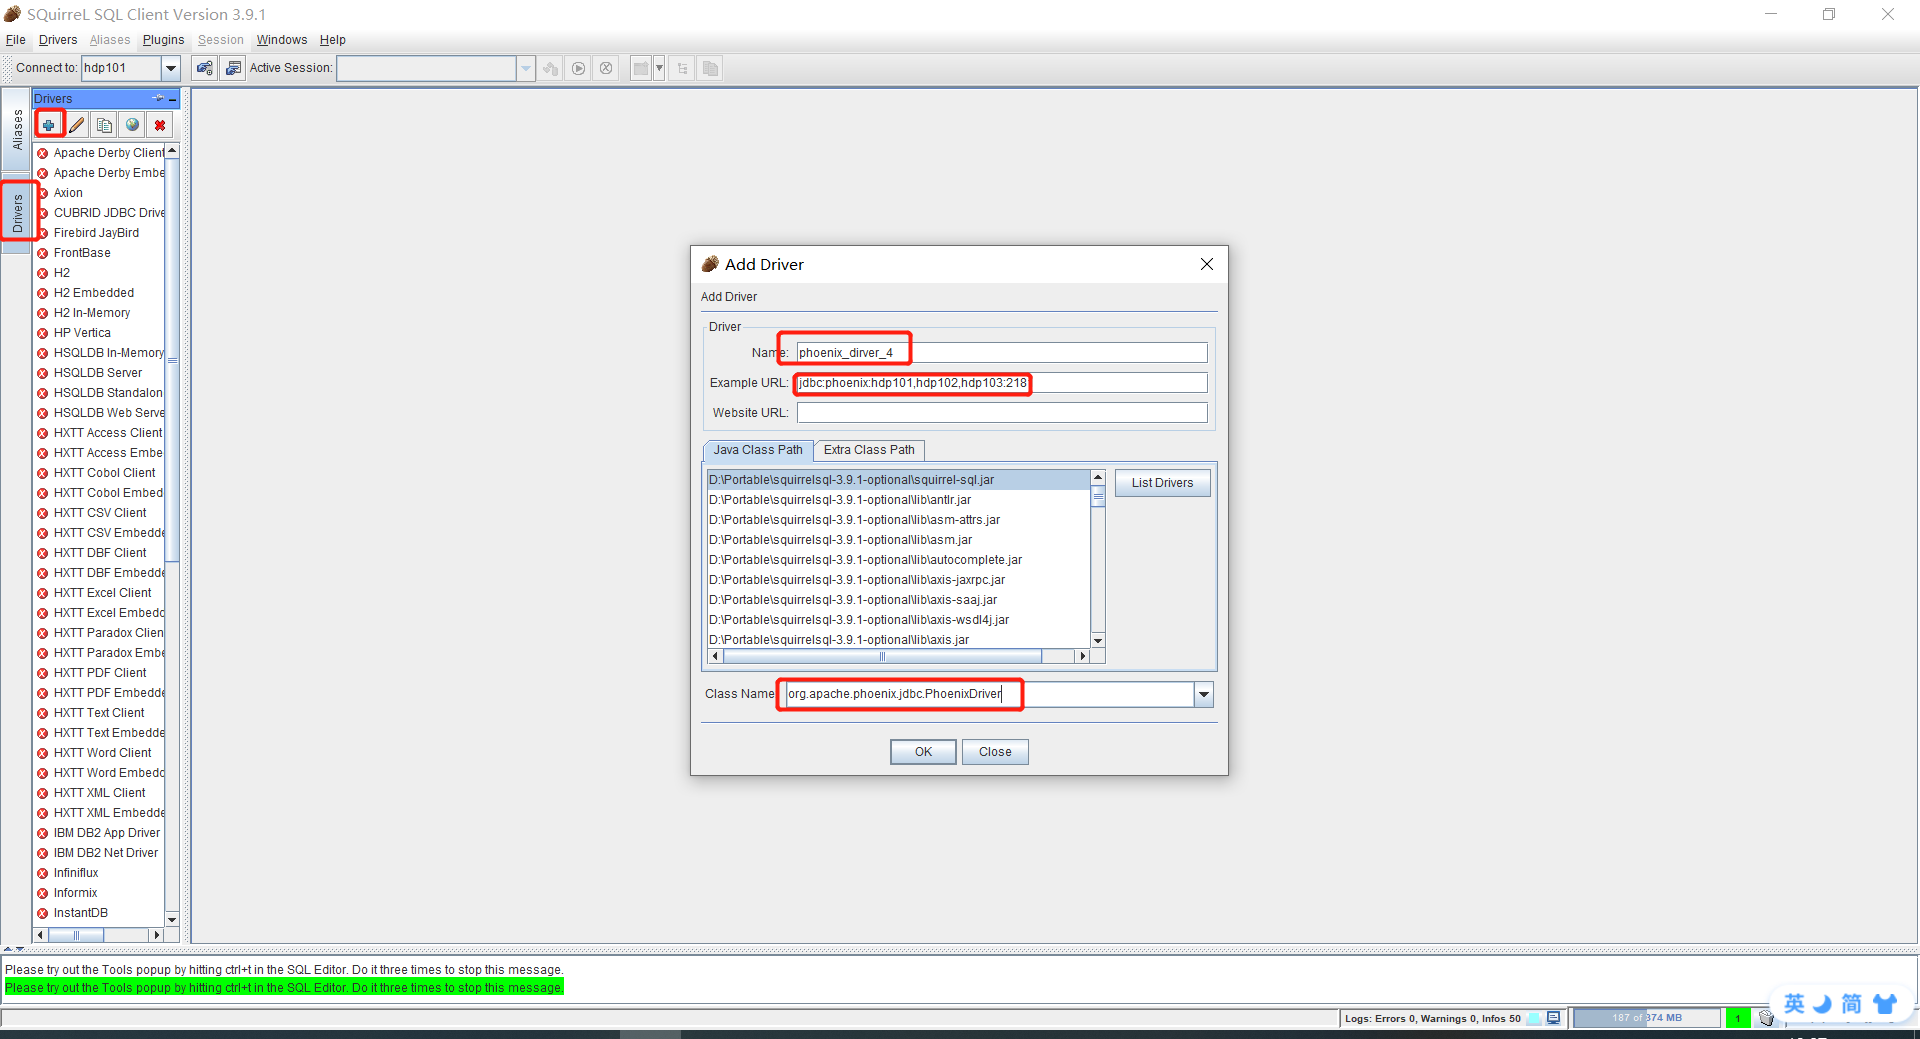 SQuirreL SQL Client Version 3.9.1
File Drivers Aliases Plugins Session Windows Help
Connect to: hdp101 Active Session:
Aliases
Drivers
Drivers
Apache Derby Client
Apache Derby Embe
Axion
CUBRID JDBC Drive
Firebird JayBird
FrontBase
H2
H2 Embedded
H2 In-Memory
HP Vertica
HSQLDB In-Memory
HSQLDB Server
HSQLDB Standalon
HSQLDB Web Serve
HXTT Access Client
HXTT Access Embe
HXTT Cobol Client
HXTT Cobol Embed
HXTT CSV Client
HXTT CSV Embedde
HXTT DBF Client
HXTT DBF Embedde
HXTT Excel Client
HXTT Excel Embedd
HXTT Paradox Clien
HXTT Paradox Embe
HXTT PDF Client
HXTT PDF Embedde
HXTT Text Client
HXTT Text Embedde
HXTT Word Client
HXTT Word Embedd
HXTT XML Client
HXTT XML Embedde
IBM DB2 App Driver
IBM DB2 Net Driver
Infiniflux
Informix
InstantDB
Add Driver
Add Driver
Driver
Name: phoenix_dirver_4
Example URL: jdbc:phoenix:hdp101,hdp102,hdp103:218
Website URL:
Java Class Path Extra Class Path
D:\Portable\squirrelsql-3.9.1-optional\squirrel-sql.jar
D:\Portable\squirrelsql-3.9.1-optional\lib\antlr.jar
D:\Portable\squirrelsql-3.9.1-optional\lib\asm-attrs.jar
D:\Portable\squirrelsql-3.9.1-optional\lib\asm.jar
D:\Portable\squirrelsql-3.9.1-optional\lib\autocomplete.jar
D:\Portable\squirrelsql-3.9.1-optional\lib\axis-jaxrpc.jar
D:\Portable\squirrelsql-3.9.1-optional\lib\axis-saaj.jar
D:\Portable\squirrelsql-3.9.1-optional\lib\axis-wsdl4j.jar
D:\Portable\squirrelsql-3.9.1-optional\lib\axis.jar
List Drivers
Class Name org.apache.phoenix.jdbc.PhoenixDriver
OK Close
Please try out the Tools popup by hitting ctrl+t in the SQL Editor. Do it three times to stop this message.
Please try out the Tools popup by hitting ctrl+t in the SQL Editor. Do it three times to stop this message.
Logs: Errors 0, Warnings 0, Infos 50 187 of 374 MB 1
英 简